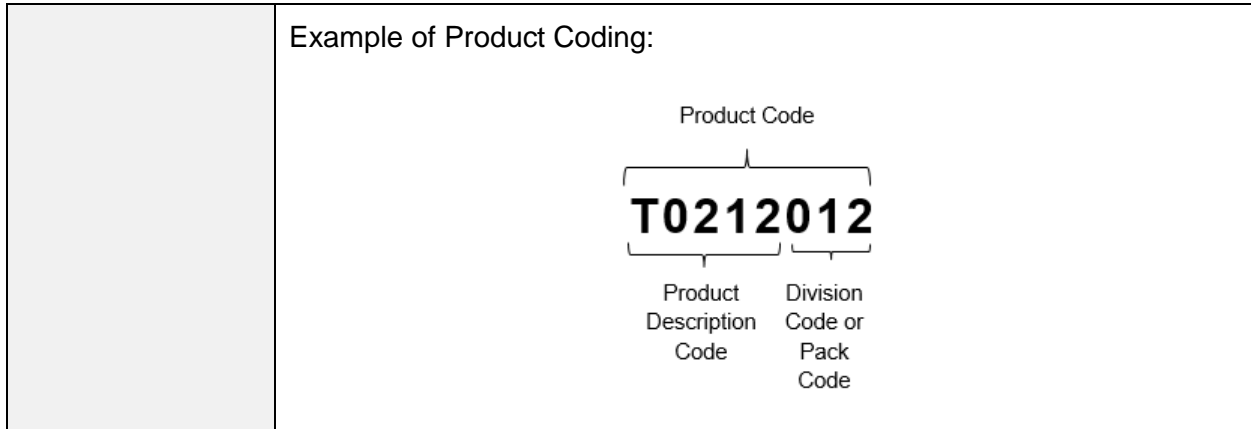 Example of Product Coding:
Product Code
T0212012
Product Description Code
Division Code or Pack Code